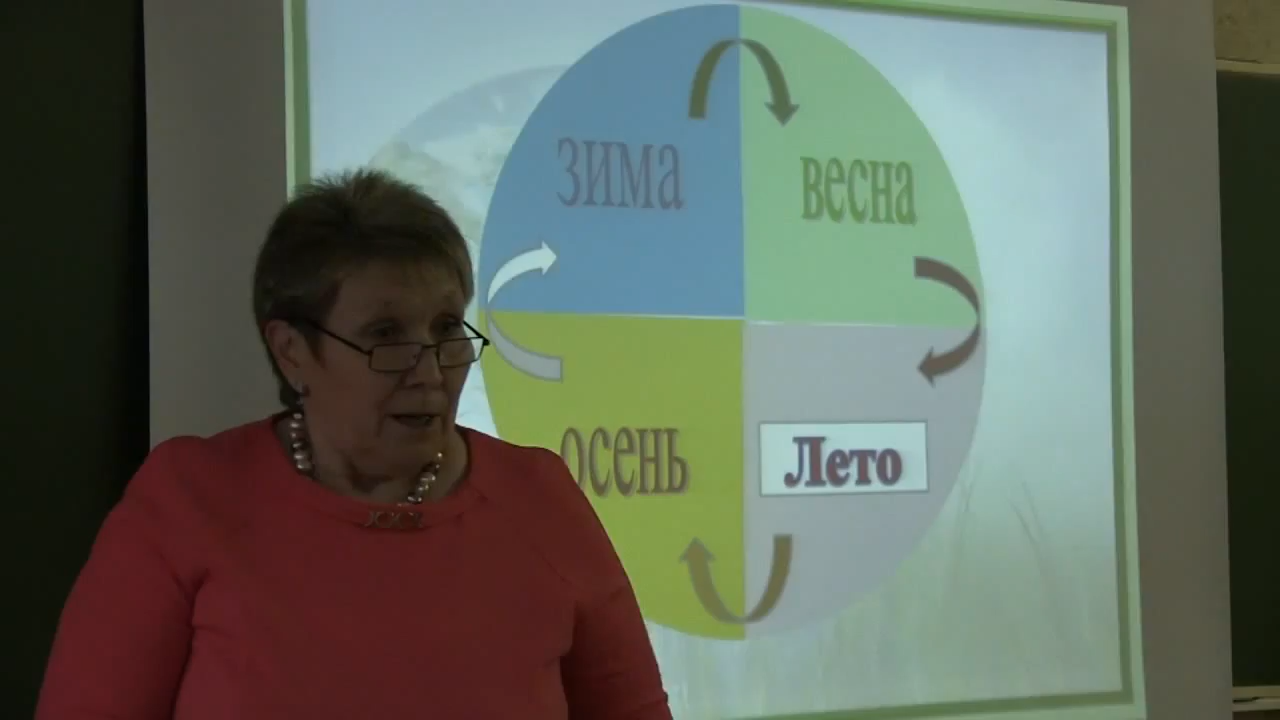 зима
весна
осень
Лето